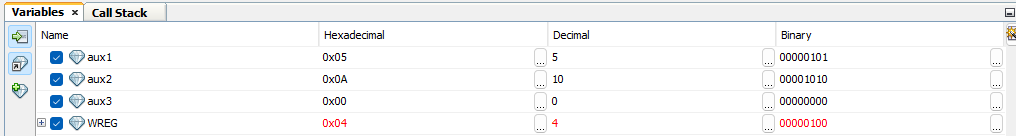 Variables × Call Stack
Name Hexadecimal Decimal Binary
aux1 0x05 ... 5 ... 00000101 ...
aux2 0x0A ... 10 ... 00001010 ...
aux3 0x00 ... 0 ... 00000000 ...
WREG 0x04 ... 4 ... 00000100 ...